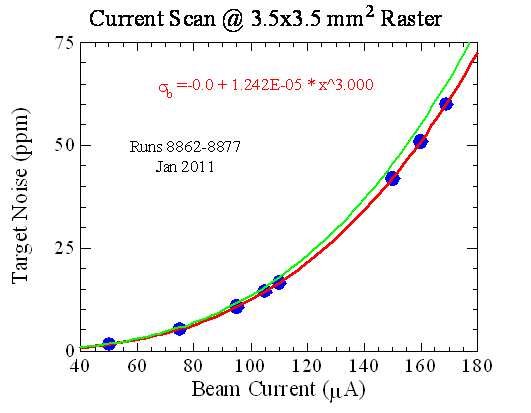 Current Scan @ 3.5x3.5 mm² Raster
σb =-0.0 + 1.242E-05 * x^3.000
Runs 8862-8877
Jan 2011
Target Noise (ppm)
75
50
25
0
40 60 80 100 120 140 160 180
Beam Current (μA)